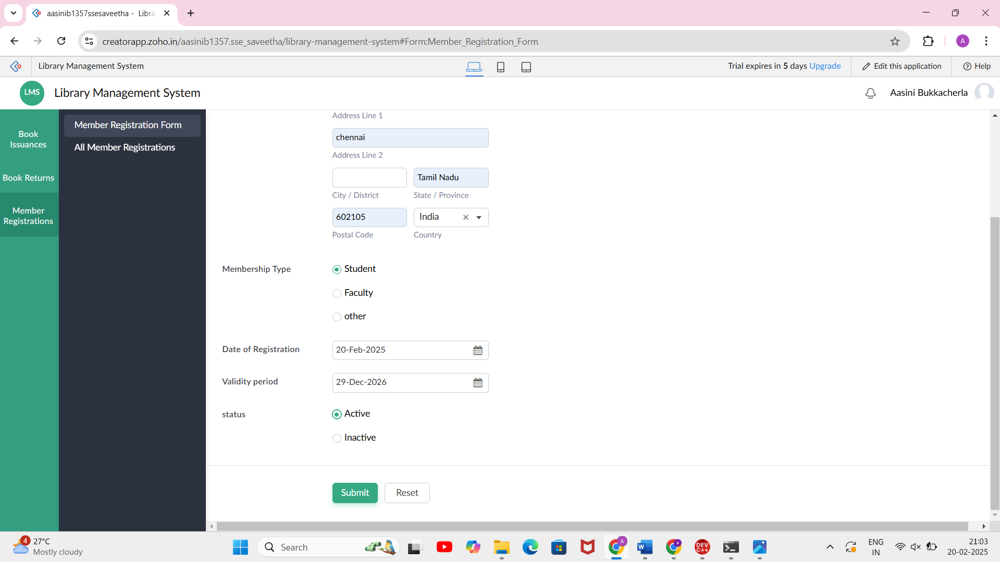 aasinib1357ssesaveetha - Libra
creatorapp.zoho.in/aasinib1357.sse_saveetha/library-management-system#Form:Member_Registration_Form
A
Library Management System
Trial expires in 5 days Upgrade
Edit this application
Help
LMS
Library Management System
Aasini Bukkacherla
Book
Issuances
Book Returns
Member
Registrations
Member Registration Form
All Member Registrations
Address Line 1
chennai
Address Line 2
Tamil Nadu
City / District
State / Province
602105
India
Postal Code
Country
Membership Type
Student
Faculty
other
Date of Registration
20-Feb-2025
Validity period
29-Dec-2026
status
Active
Inactive
Submit
Reset
4
27°C
Mostly cloudy
Search
A
W
a
DEV
C++
ENG
IN
21:03
20-02-2025